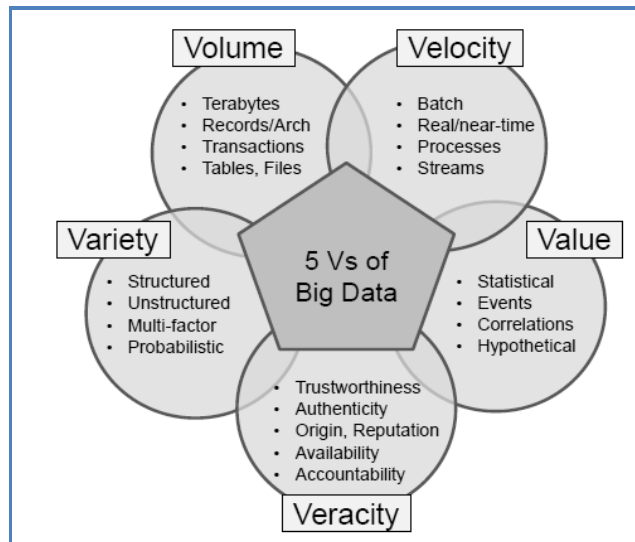 Volume
• Terabytes
• Records/Arch
• Transactions
• Tables, Files
Velocity
• Batch
• Real/near-time
• Processes
• Streams
Variety
• Structured
• Unstructured
• Multi-factor
• Probabilistic
5 Vs of
Big Data
Value
• Statistical
• Events
• Correlations
• Hypothetical
• Trustworthiness
• Authenticity
• Origin, Reputation
• Availability
• Accountability
Veracity